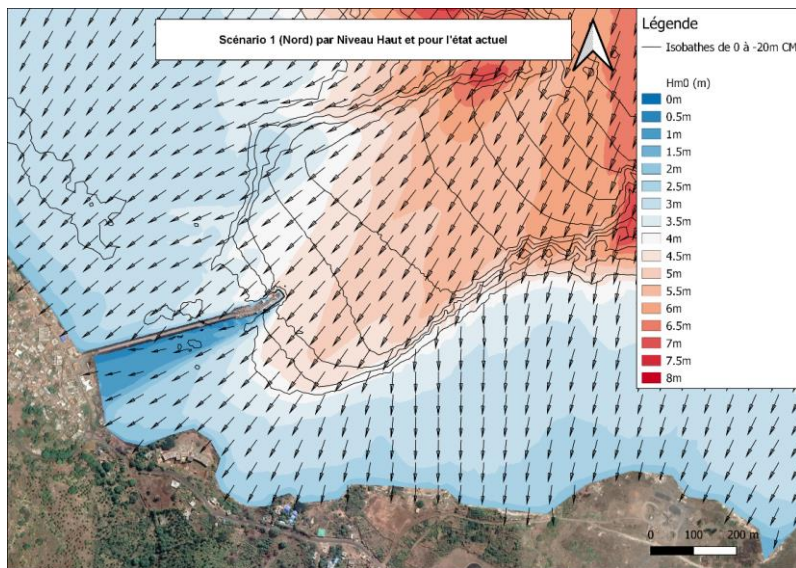 Scénario 1 (Nord) par Niveau Haut et pour l'état actuel
Légende
Isobathes de 0 à -20m CM
Hm0 (m)
0m
0.5m
1m
1.5m
2m
2.5m
3m
3.5m
4m
4.5m
5m
5.5m
6m
6.5m
7m
7.5m
8m
0 100 200 m